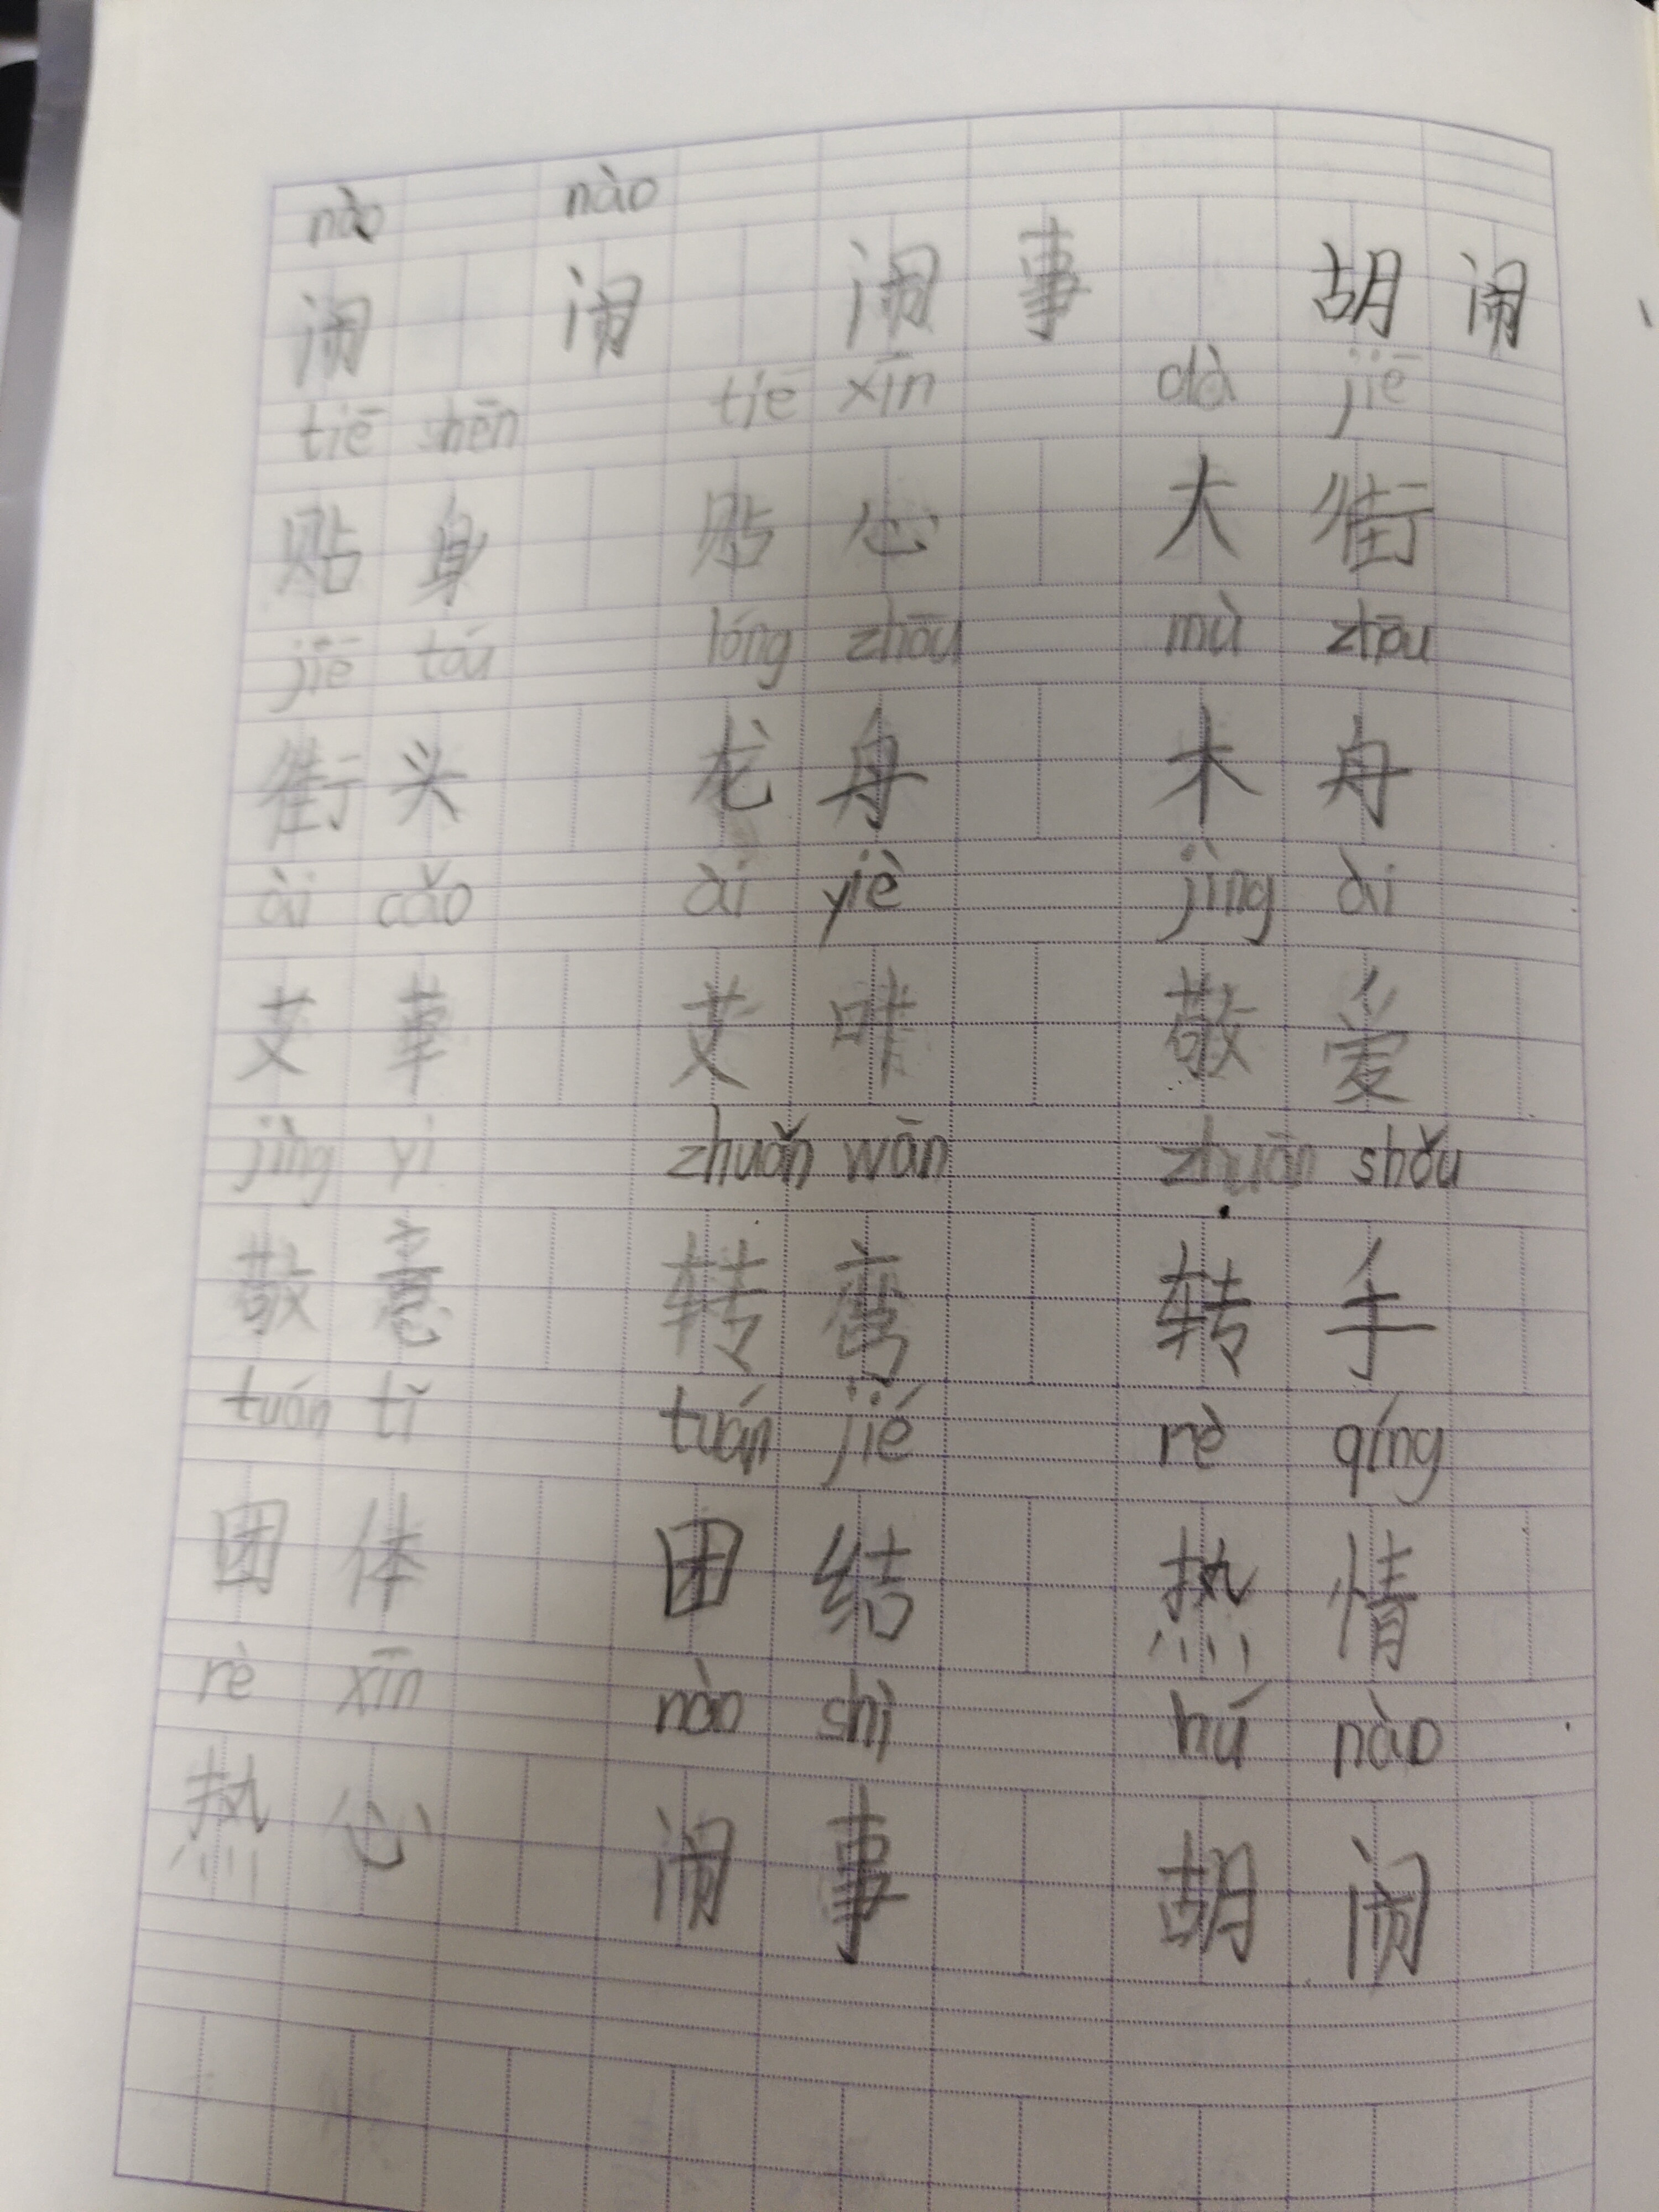 nào nào
闹 闹 闹事 胡闹
tiē shēn tiē xīn dà jiē
贴身 贴心 大街
jiē tóu lóng zhōu mù zhōu
街头 龙舟 木舟
ài cǎo ài yiè jìng ài
艾草 艾叶 敬爱
jìng yì zhuǎn wān zhuǎn shǒu
敬意 转弯 转手
tuán tǐ tuán jié rè qíng
团体 团结 热情
rè xīn nào shì hú nào
热心 闹事 胡闹